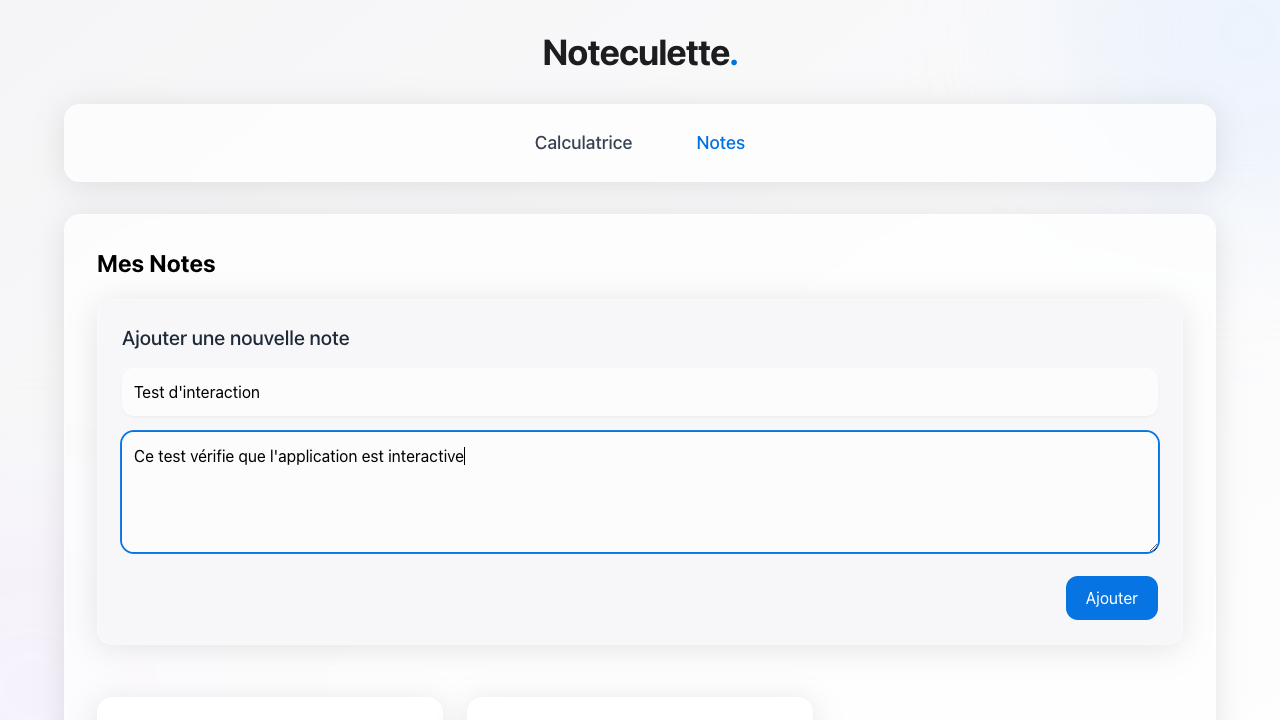 Noteculette.
Calculatrice Notes
Mes Notes
Ajouter une nouvelle note
Test d'interaction
Ce test vérifie que l'application est interactive
Ajouter